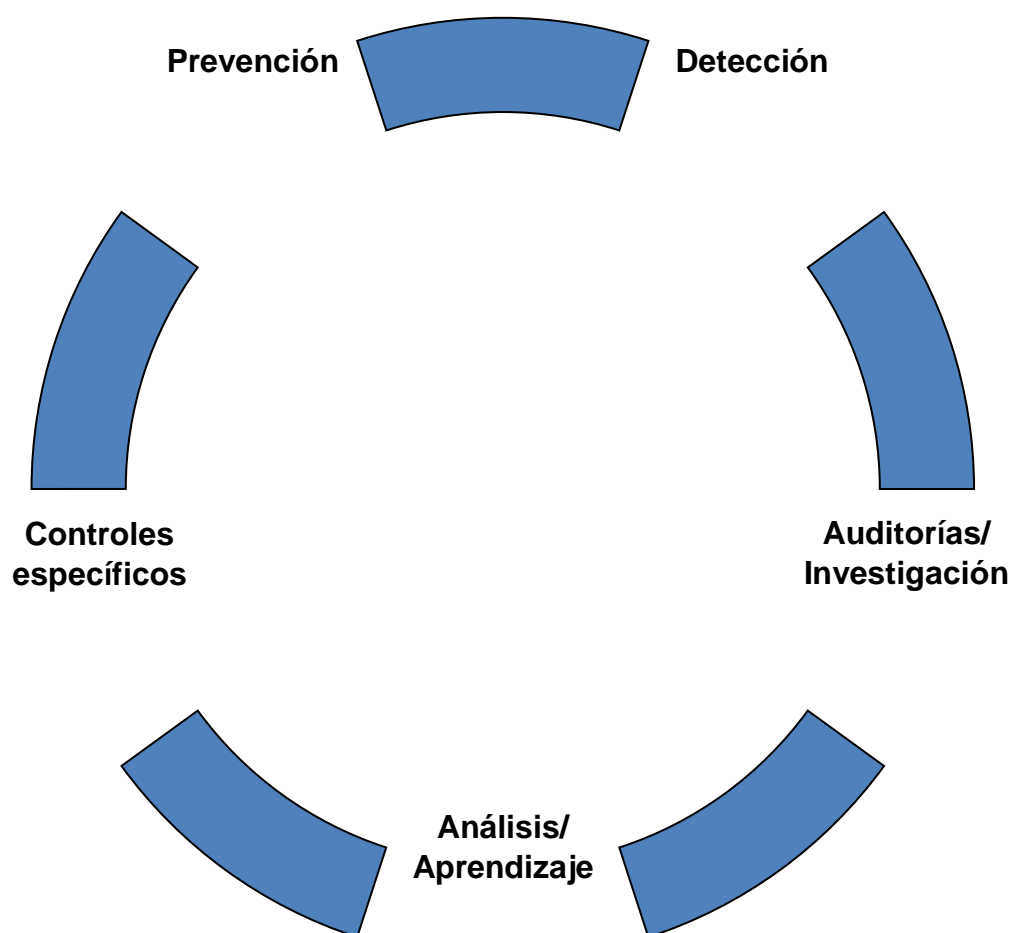 Prevención
Detección
Controles
específicos
Auditorías/
Investigación
Análisis/
Aprendizaje